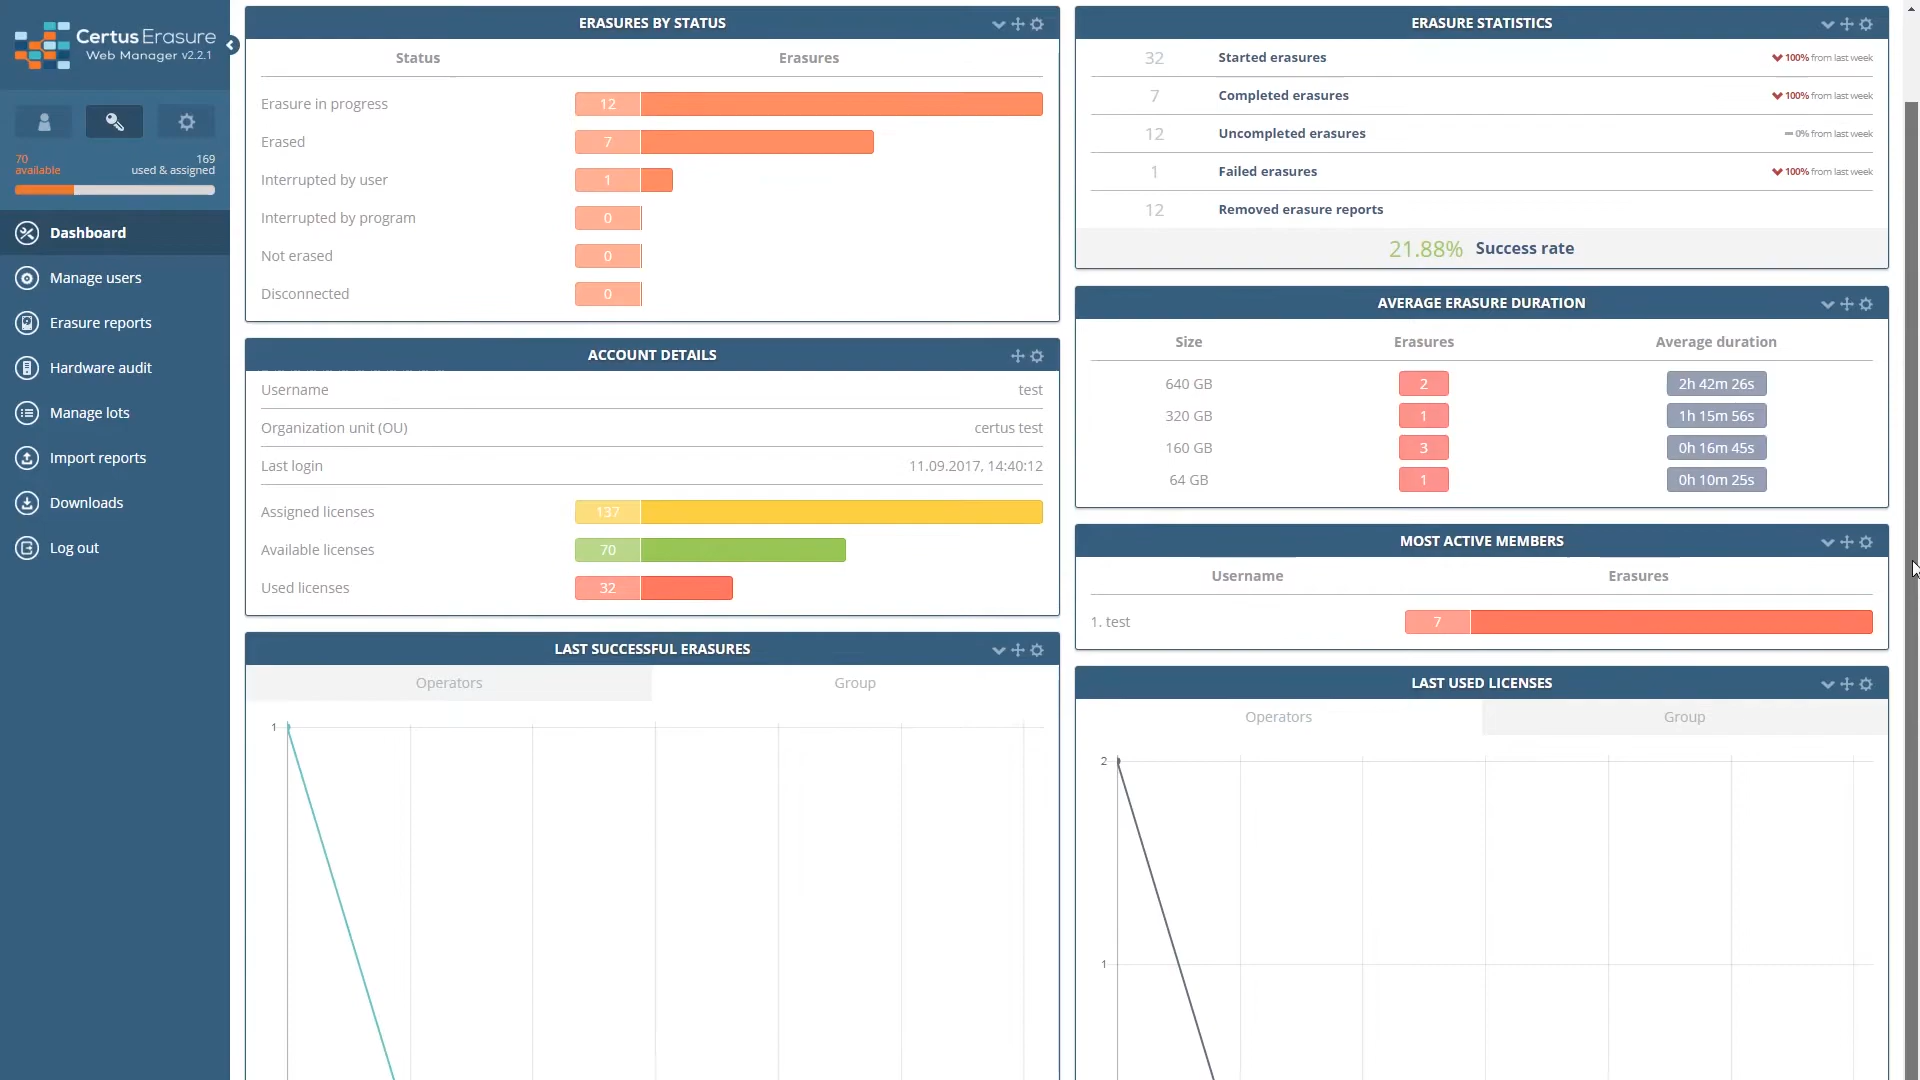 Certus Erasure
Web Manager v2.2.1
70
available
169
used & assigned
Dashboard
Manage users
Erasure reports
Hardware audit
Manage lots
Import reports
Downloads
Log out
ERASURES BY STATUS
Status Erasures
Erasure in progress 12
Erased 7
Interrupted by user 1
Interrupted by program 0
Not erased 0
Disconnected 0
ACCOUNT DETAILS
Username test
Organization unit (OU) certus test
Last login 11.09.2017, 14:40:12
Assigned licenses 137
Available licenses 70
Used licenses 32
LAST SUCCESSFUL ERASURES
Operators Group
1
ERASURE STATISTICS
32 Started erasures 100% from last week
7 Completed erasures 100% from last week
12 Uncompleted erasures 0% from last week
1 Failed erasures 100% from last week
12 Removed erasure reports
21.88% Success rate
AVERAGE ERASURE DURATION
Size Erasures Average duration
640 GB 2 2h 42m 26s
320 GB 1 1h 15m 56s
160 GB 3 0h 16m 45s
64 GB 1 0h 10m 25s
MOST ACTIVE MEMBERS
Username Erasures
1. test 7
LAST USED LICENSES
Operators Group
2
1